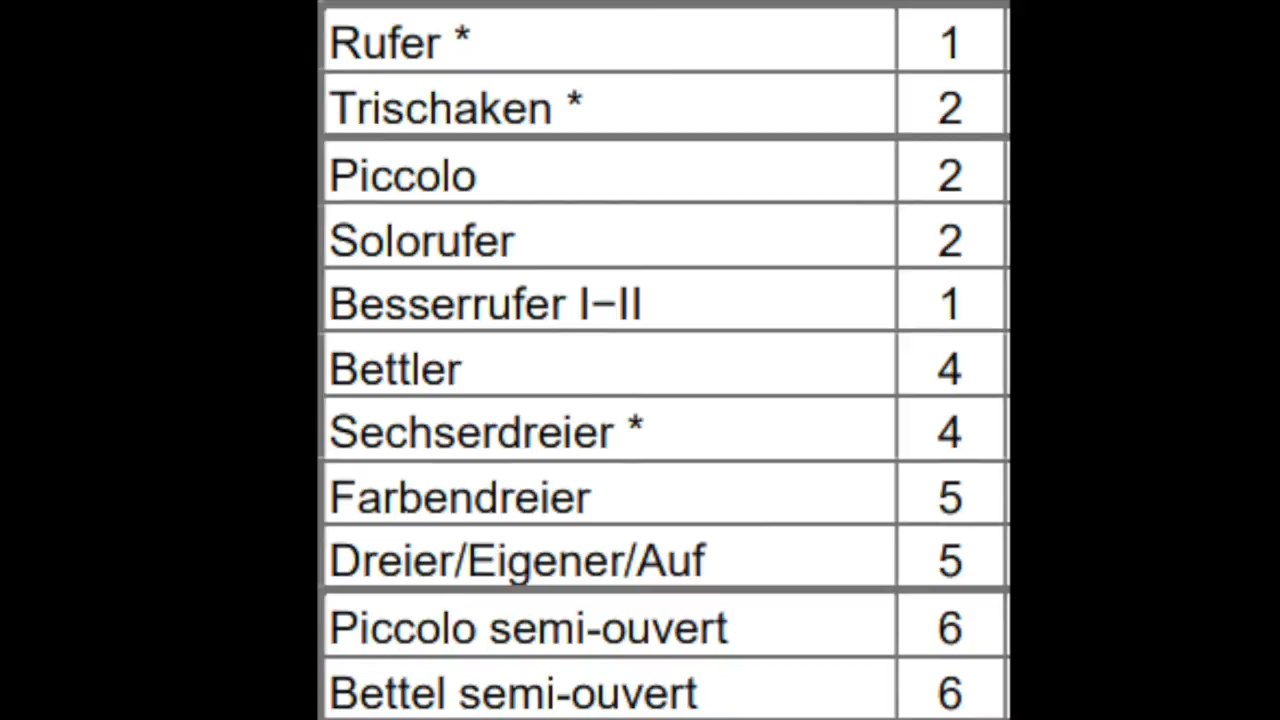 Rufer * 1
Trischaken * 2
Piccolo 2
Solorufer 2
Besserrufer I–II 1
Bettler 4
Sechserdreier * 4
Farbendreier 5
Dreier/Eigener/Auf 5
Piccolo semi-ouvert 6
Bettel semi-ouvert 6